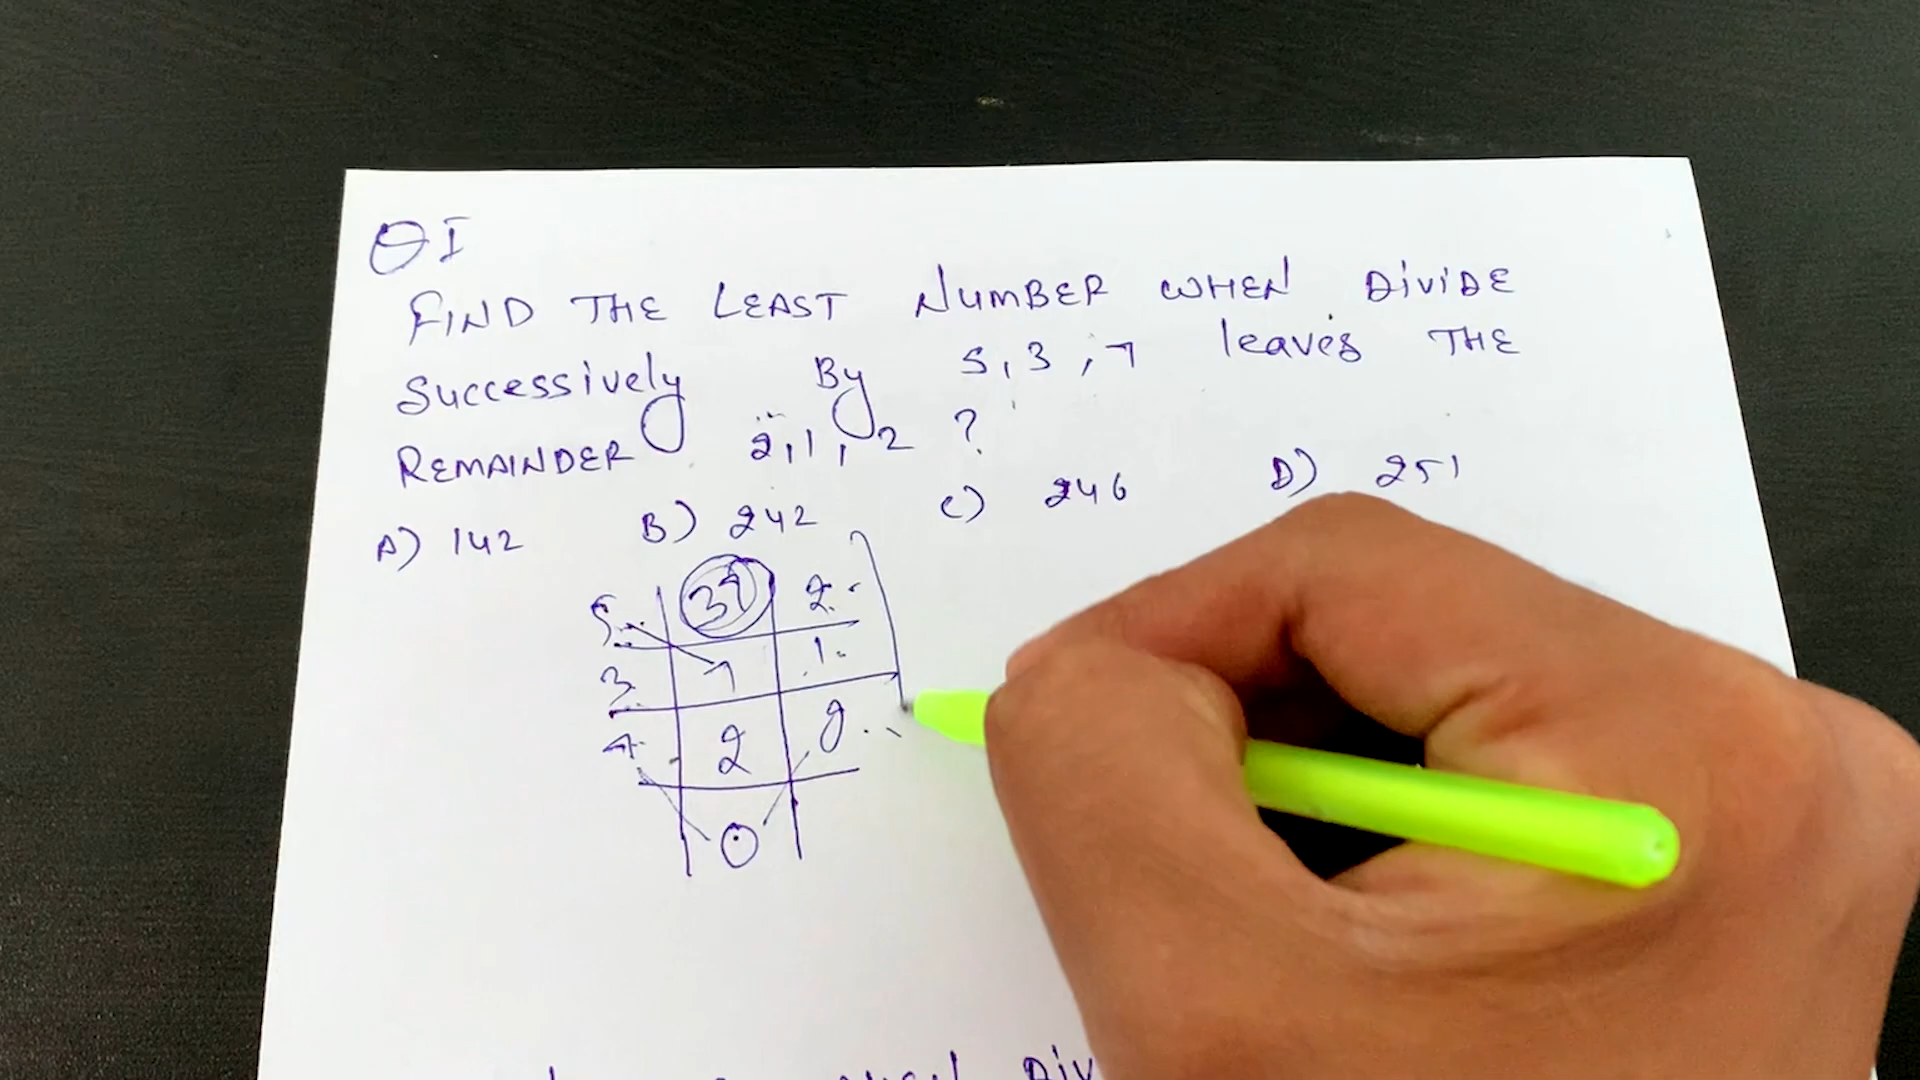 Q1
FIND THE LEAST NUMBER WHEN DIVIDE
SUCCESSIVELY BY 5, 3, 7 leaves THE
REMAINDER 2, 1, 2 ?
A) 142 B) 242 C) 246 D) 251
5 37 2
3 7 1
2 2
0